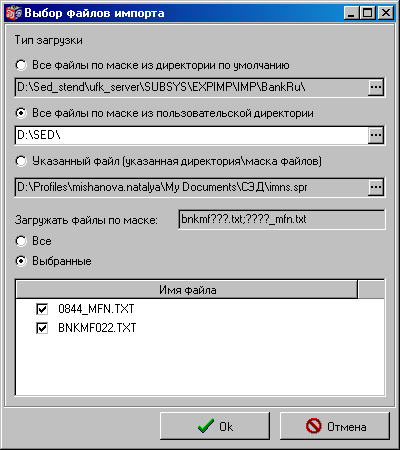 Выбор файлов импорта
Тип загрузки
Все файлы по маске из директории по умолчанию
D:\Sed_stend\ufk_server\SUBSYS\EXPIMP\IMP\BankRu\
Все файлы по маске из пользовательской директории
D:\SED\
Указанный файл (указанная директория\маска файлов)
D:\Profiles\mishanova.natalya\My Documents\СЭД\imns.spr
Загружать файлы по маске: bnkmf???.txt;????_mfn.txt
Все
Выбранные
Имя файла
0844_MFN.TXT
BNKMF022.TXT
Ok Отмена